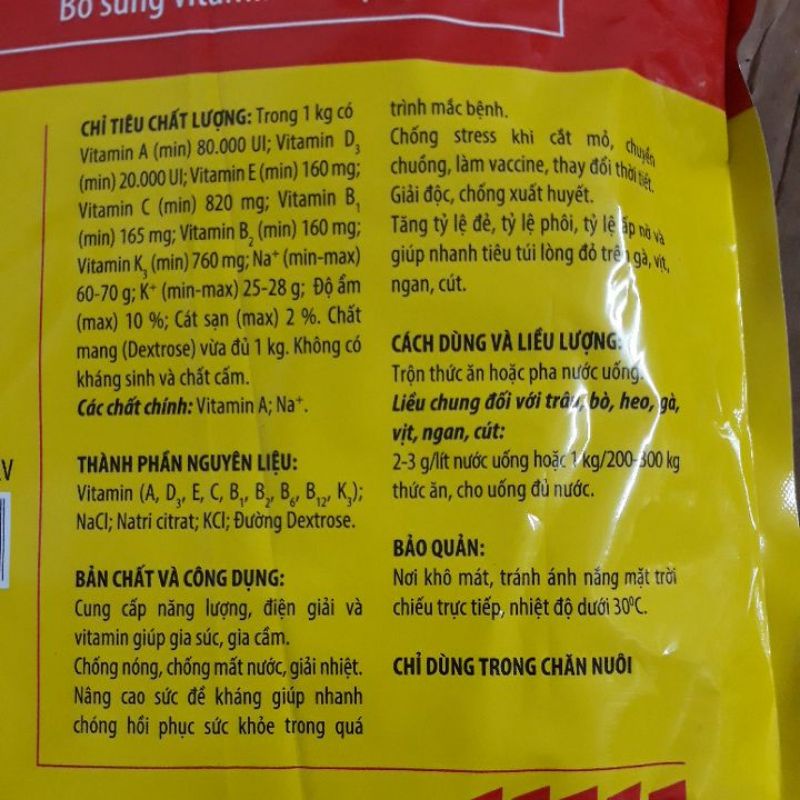 Bổ sung
CHỈ TIÊU CHẤT LƯỢNG: Trong 1 kg có
Vitamin A (min) 80.000 UI; Vitamin D3
(min) 20.000 UI; Vitamin E (min) 160 mg;
Vitamin C (min) 820 mg; Vitamin B1
(min) 165 mg; Vitamin B2 (min) 160 mg;
Vitamin K3 (min) 760 mg; Na+ (min-max)
60-70 g; K+ (min-max) 25-28 g; Độ ẩm
(max) 10 %; Cát sạn (max) 2 %. Chất
mang (Dextrose) vừa đủ 1 kg. Không có
kháng sinh và chất cấm.
Các chất chính: Vitamin A; Na+.
THÀNH PHẦN NGUYÊN LIỆU:
Vitamin (A, D3, E, C, B1, B2, B6, B12, K3);
NaCl; Natri citrat; KCl; Đường Dextrose.
BẢN CHẤT VÀ CÔNG DỤNG:
Cung cấp năng lượng, điện giải và
vitamin giúp gia súc, gia cầm.
Chống nóng, chống mất nước, giải nhiệt.
Nâng cao sức đề kháng giúp nhanh
chóng hồi phục sức khỏe trong quá
trình mắc bệnh.
Chống stress khi cắt mỏ, chuyển
chuồng, làm vaccine, thay đổi thời tiết.
Giải độc, chống xuất huyết.
Tăng tỷ lệ đẻ, tỷ lệ phôi, tỷ lệ ấp nở và
giúp nhanh tiêu túi lòng đỏ trên gà, vịt,
ngan, cút.
CÁCH DÙNG VÀ LIỀU LƯỢNG:
Trộn thức ăn hoặc pha nước uống.
Liều chung đối với trâu, bò, heo, gà,
vịt, ngan, cút:
2-3 g/lít nước uống hoặc 1 kg/200-300 kg
thức ăn, cho uống đủ nước.
BẢO QUẢN:
Nơi khô mát, tránh ánh nắng mặt trời
chiếu trực tiếp, nhiệt độ dưới 30⁰C.
CHỈ DÙNG TRONG CHĂN NUÔI